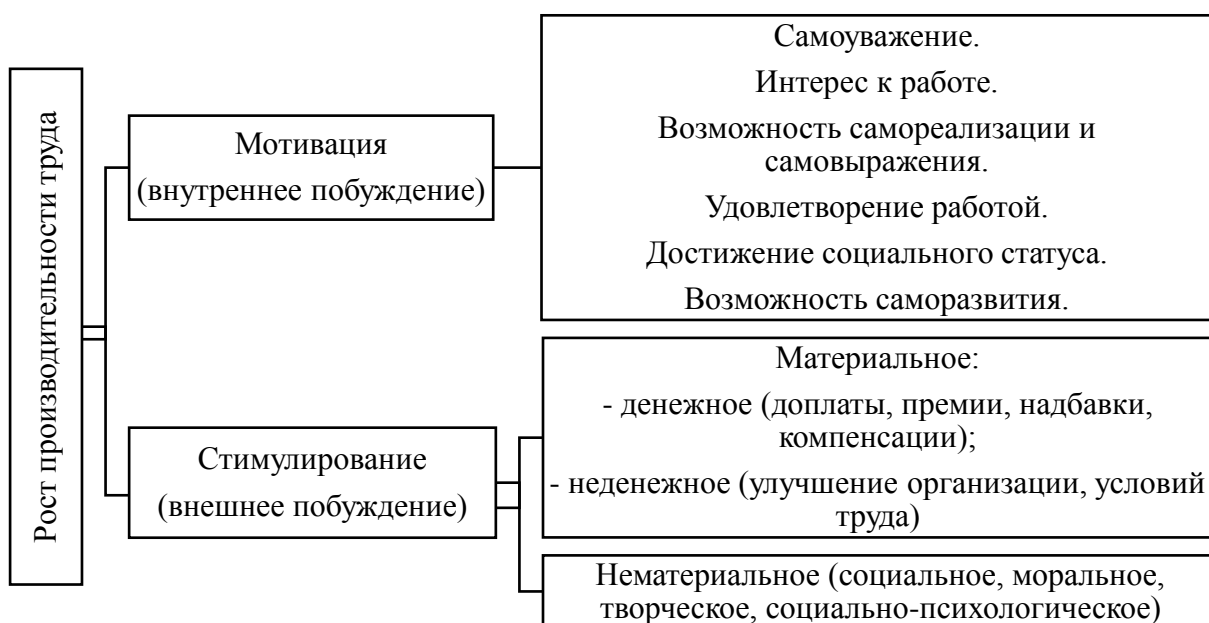 Рост производительности труда
Мотивация
(внутреннее побуждение)
Самоуважение.
Интерес к работе.
Возможность самореализации и
самовыражения.
Удовлетворение работой.
Достижение социального статуса.
Возможность саморазвития.
Стимулирование
(внешнее побуждение)
Материальное:
- денежное (доплаты, премии, надбавки,
компенсации);
- неденежное (улучшение организации, условий
труда)
Нематериальное (социальное, моральное,
творческое, социально-психологическое)